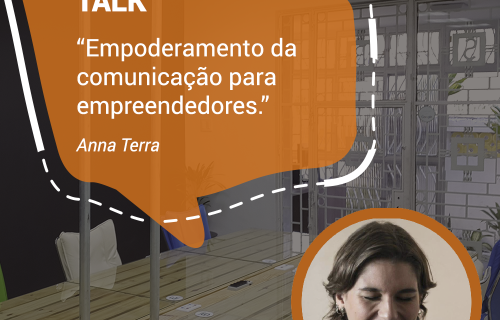 TALK
“Empoderamento da
comunicação para
empreendedores.”
Anna Terra